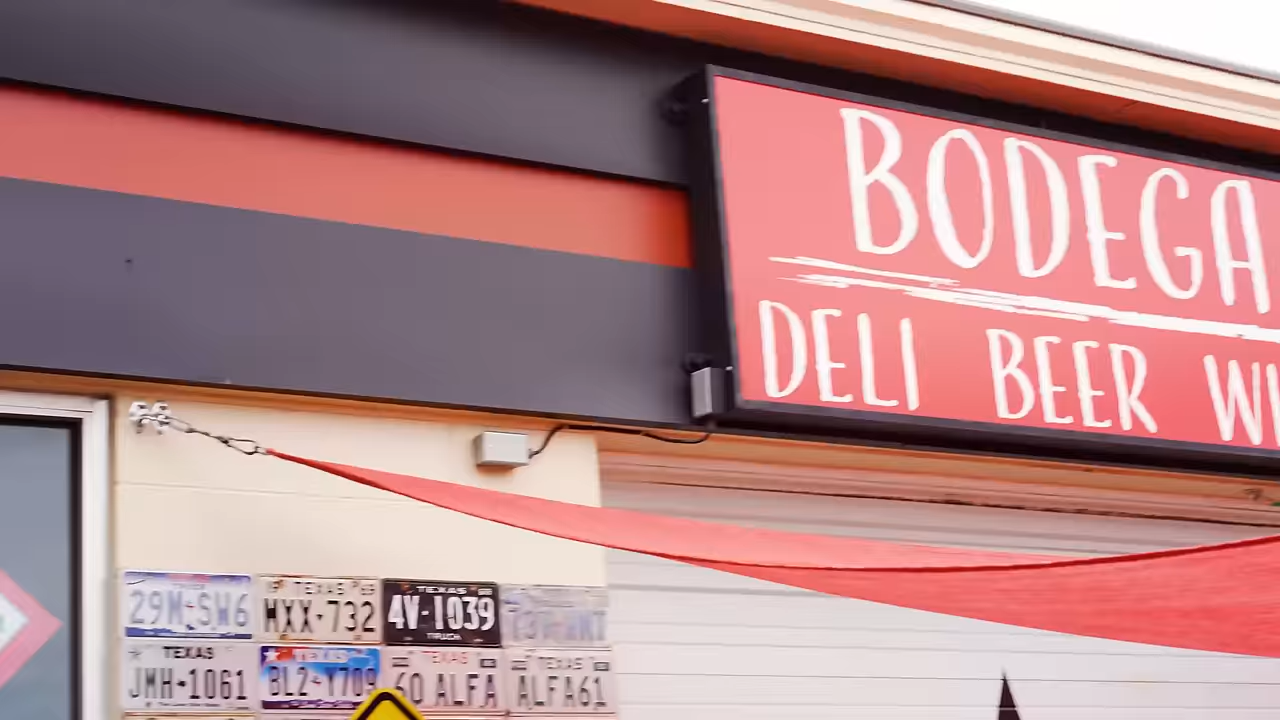 BODEGA
DELI BEER WI
29M SW6
TEXAS
MXX 732
TEXAS
4V 1039
TRUCK
TEXAS
JMH 1061
TEXAS
BL2 Y709
TEXAS
60 ALFA
TEXAS
ALFA61